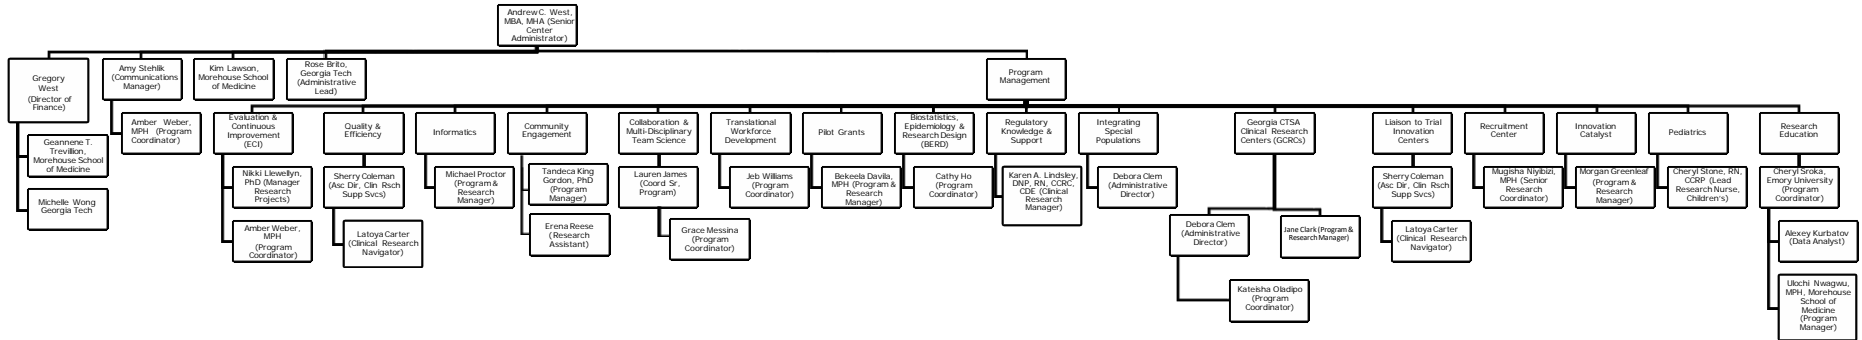 Andrew C. West,
MBA, MHA (Senior
Center
Administrator)
Gregory
West
(Director of
Finance)
Amy Stehlik
(Communications
Manager)
Kim Lawson,
Morehouse School
of Medicine
Rose Brito,
Georgia Tech
(Administrative
Lead)
Program
Management
Geannene T.
Trevillion,
Morehouse School
of Medicine
Michelle Wong
Georgia Tech
Amber Weber,
MPH (Program
Coordinator)
Evaluation &
Continuous
Improvement
(ECI)
Quality &
Efficiency
Informatics
Community
Engagement
Collaboration &
Multi-Disciplinary
Team Science
Translational
Workforce
Development
Pilot Grants
Biostatistics,
Epidemiology &
Research Design
(BERD)
Regulatory
Knowledge &
Support
Integrating
Special
Populations
Georgia CTSA
Clinical Research
Centers (GCRCs)
Liaison to Trial
Innovation
Centers
Recruitment
Center
Innovation
Catalyst
Pediatrics
Research
Education
Nikki Llewellyn,
PhD (Manager
Research
Projects)
Amber Weber,
MPH
(Program
Coordinator)
Sherry Coleman
(Asc Dir, Clin Rsch
Supp Svcs)
Latoya Carter
(Clinical Research
Navigator)
Michael Proctor
(Program &
Research
Manager)
Tandeca King
Gordon, PhD
(Program
Manager)
Erena Reese
(Research
Assistant)
Lauren James
(Coord Sr,
Program)
Grace Messina
(Program
Coordinator)
Jeb Williams
(Program
Coordinator)
Bekeela Davila,
MPH (Program &
Research
Manager)
Cathy Ho
(Program
Coordinator)
Karen A. Lindsley,
DNP, RN, CCRC,
CDE (Clinical
Research
Manager)
Debora Clem
(Administrative
Director)
Debora Clem
(Administrative
Director)
Jane Clark (Program &
Research Manager)
Kateisha Oladipo
(Program
Coordinator)
Sherry Coleman
(Asc Dir, Clin Rsch
Supp Svcs)
Latoya Carter
(Clinical Research
Navigator)
Mugisha Niyibizi,
MPH (Senior
Research
Coordinator)
Morgan Greenleaf
(Program &
Research
Manager)
Cheryl Stone, RN,
CCRP (Lead
Research Nurse,
Children's)
Cheryl Sroka,
Emory University
(Program
Coordinator)
Alexey Kurbatov
(Data Analyst)
Ulochi Nwagwu,
MPH, Morehouse
School of
Medicine
(Program
Manager)